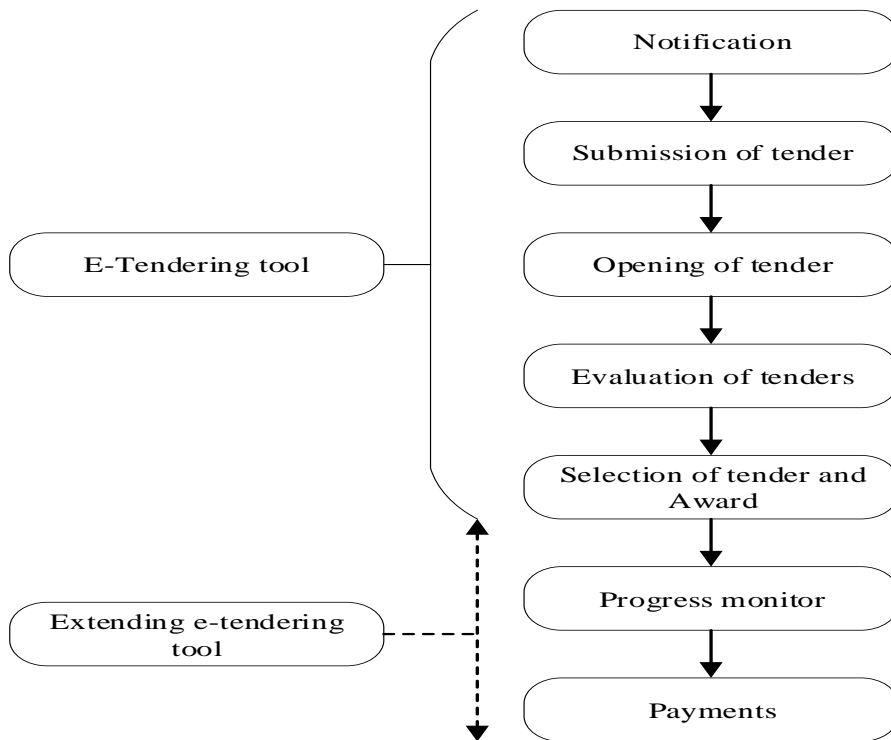 Notification
Submission of tender
E-Tendering tool
Opening of tender
Evaluation of tenders
Selection of tender and
Award
Extending e-tendering
tool
Progress monitor
Payments